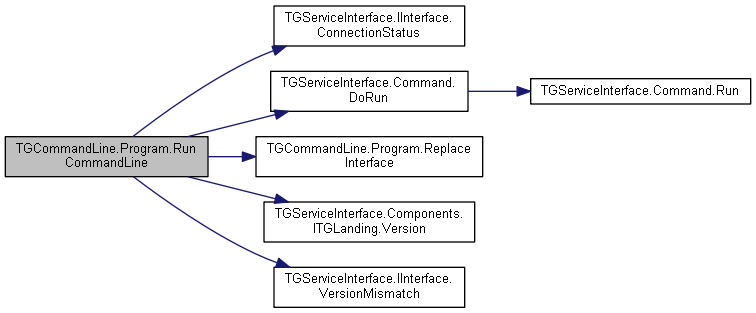 TGCommandLine.Program.Run
CommandLine
TGServiceInterface.IInterface.
ConnectionStatus
TGServiceInterface.Command.
DoRun
TGServiceInterface.Command.Run
TGCommandLine.Program.Replace
Interface
TGServiceInterface.Components.
ITGLanding.Version
TGServiceInterface.IInterface.
VersionMismatch